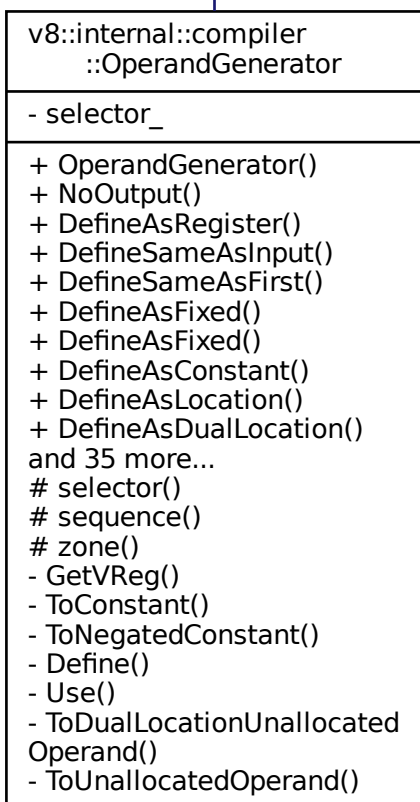 v8::internal::compiler
::OperandGenerator
- selector_
+ OperandGenerator()
+ NoOutput()
+ DefineAsRegister()
+ DefineSameAsInput()
+ DefineSameAsFirst()
+ DefineAsFixed()
+ DefineAsFixed()
+ DefineAsConstant()
+ DefineAsLocation()
+ DefineAsDualLocation()
and 35 more...
# selector()
# sequence()
# zone()
- GetVReg()
- ToConstant()
- ToNegatedConstant()
- Define()
- Use()
- ToDualLocationUnallocated
Operand()
- ToUnallocatedOperand()